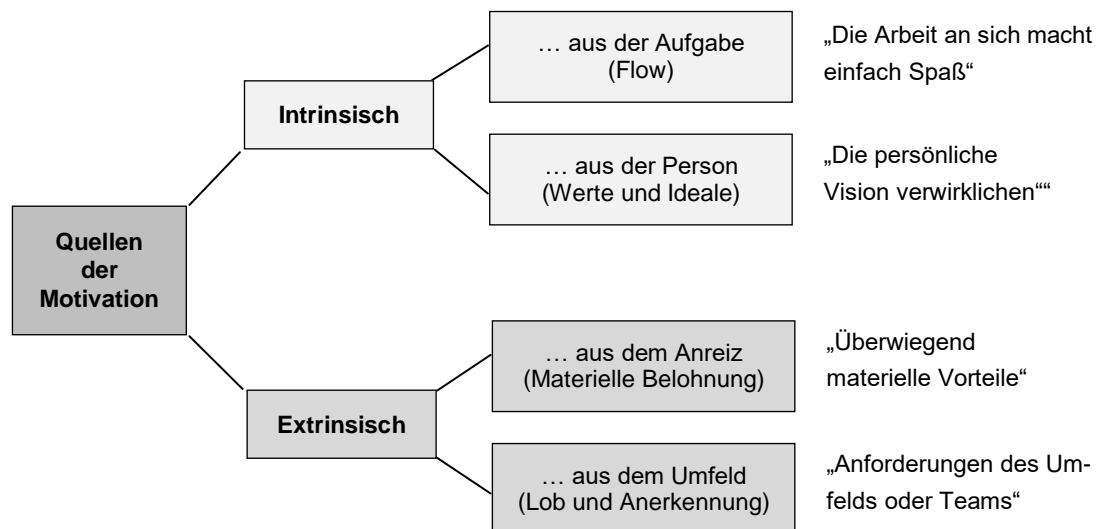 … aus der Aufgabe
(Flow)
„Die Arbeit an sich macht
einfach Spaß“
Intrinsisch
… aus der Person
(Werte und Ideale)
„Die persönliche
Vision verwirklichen““
Quellen
der
Motivation
… aus dem Anreiz
(Materielle Belohnung)
„Überwiegend
materielle Vorteile“
Extrinsisch
… aus dem Umfeld
(Lob und Anerkennung)
„Anforderungen des Um-
felds oder Teams“